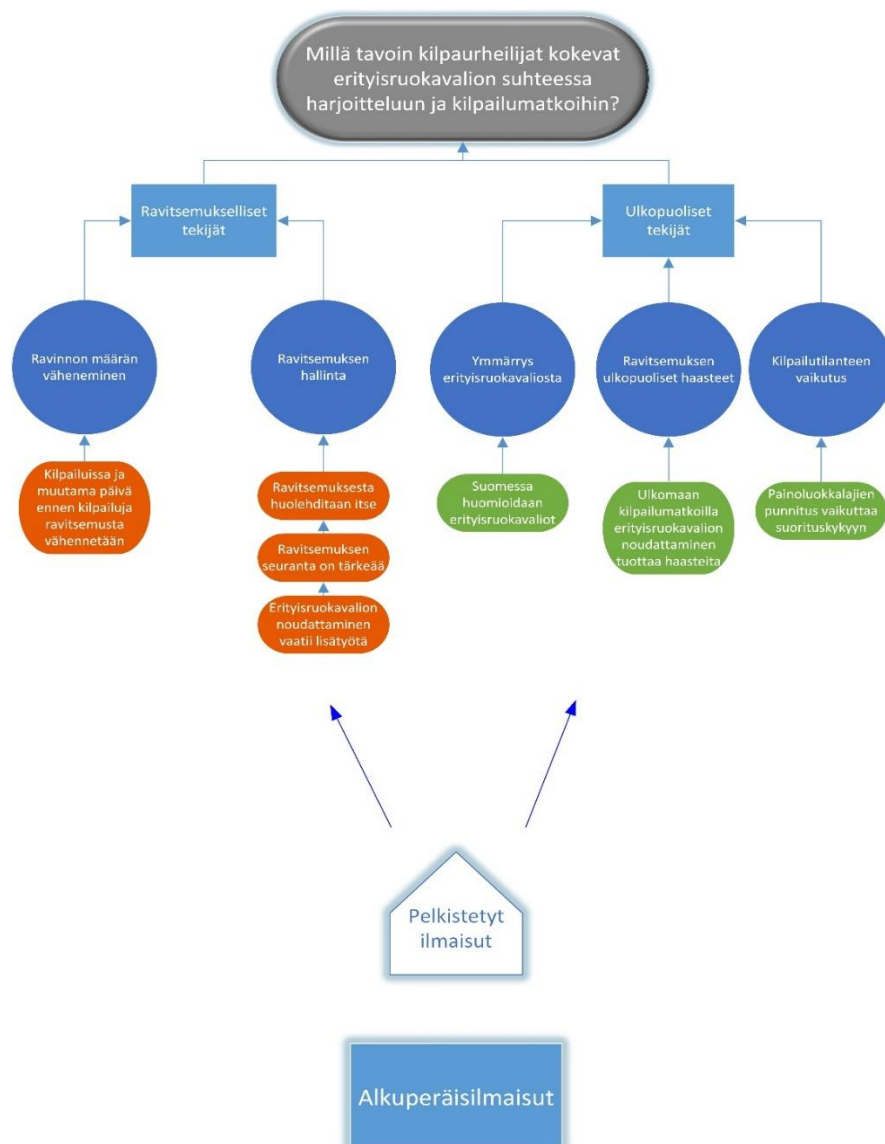 Millä tavoin kilpaurheilijat kokevat
erityisruokavalion suhteessa
harjoitteluun ja kilpailumatkoihin?
Ravitsemukselliset
tekijät
Ulkopuoliset
tekijät
Ravinnon määrän
väheneminen
Ravitsemuksen
hallinta
Ymmärrys
erityisruokavaliosta
Ravitsemuksen
ulkopuoliset haasteet
Kilpailutilanteen
vaikutus
Kilpailuissa ja
muutama päivä
ennen kilpailuja
ravitsemusta
vähennetään
Ravitsemuksesta
huolehditaan itse
Ravitsemuksen
seuranta on tärkeää
Erityisruokavalion
noudattaminen
vaatii lisätyötä
Suomessa
huomioidaan
erityisruokavaliot
Ulkomaan
kilpailumatkoilla
erityisruokavalion
noudattaminen
tuottaa haasteita
Painoluokkalajien
punnitus vaikuttaa
suorituskykyyn
Pelkistetyt
ilmaisut
Alkuperäisilmaisut